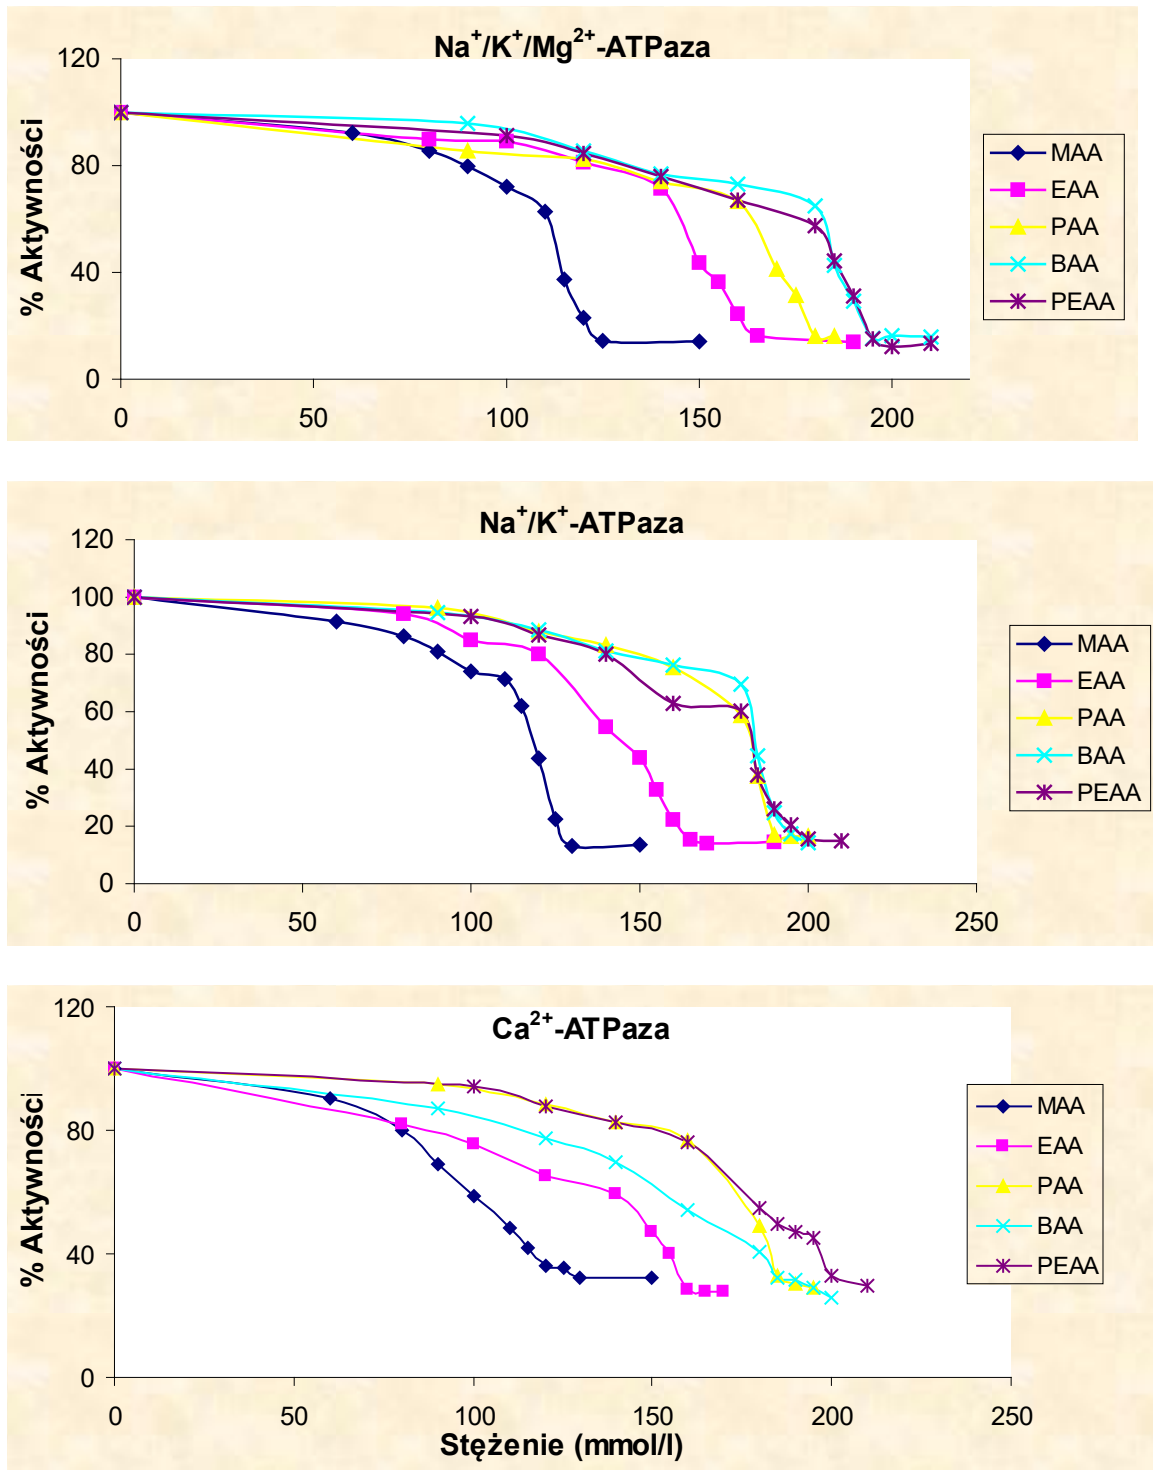 Na⁺/K⁺/Mg²⁺-ATPaza
% Aktywności
120
80
40
0
0 50 100 150 200
MAA
EAA
PAA
BAA
PEAA
Na⁺/K⁺-ATPaza
% Aktywności
120
100
80
60
40
20
0
0 50 100 150 200 250
MAA
EAA
PAA
BAA
PEAA
Ca²⁺-ATPaza
% Aktywności
120
80
40
0
0 50 100 150 200 250
Stężenie (mmol/l)
MAA
EAA
PAA
BAA
PEAA